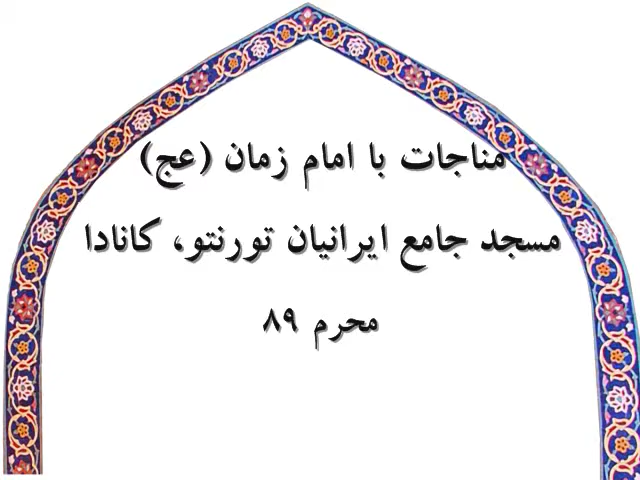 مناجات با امام زمان (عج)
مسجد جامع ایرانیان تورنتو، کانادا
محرم ۸۹